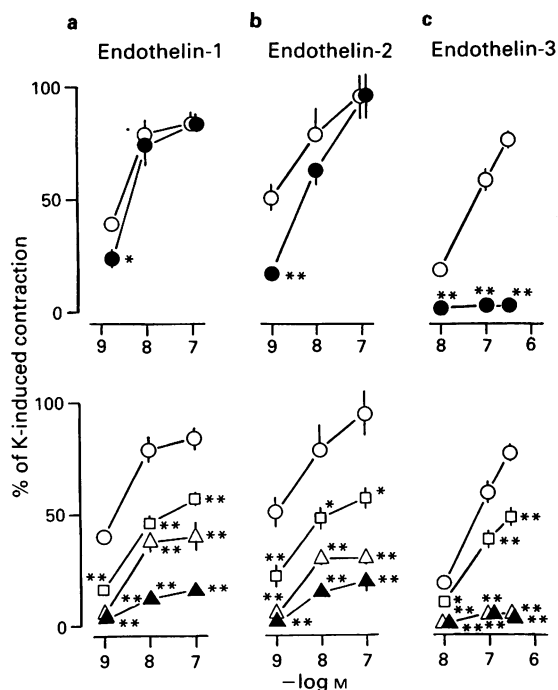 a b c
Endothelin-1 Endothelin-2 Endothelin-3
% of K-induced contraction
100
50
0
*
**
** ** **
9 8 7 9 8 7 8 7 6
100
50
0
** ** ** ** ** ** ** **
** * * ** ** ** ** ** **
* ** ** ** ** ** ** ** **
9 8 7 9 8 7 8 7 6
−log M